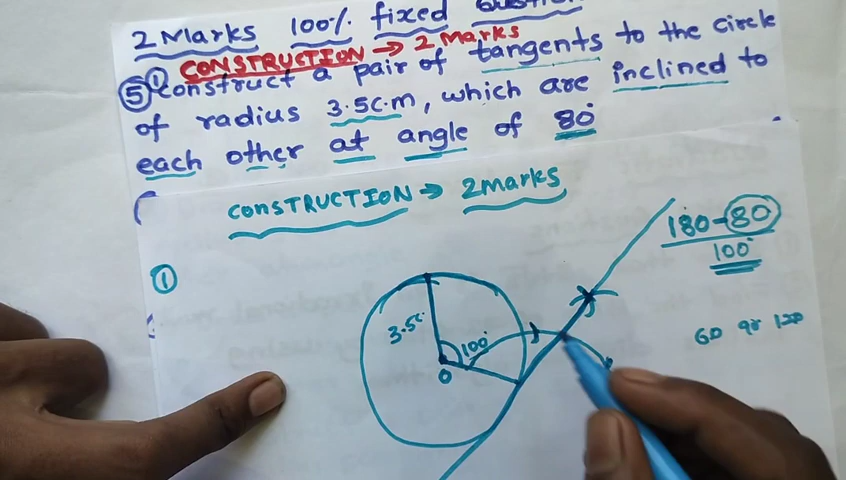 2 Marks 100% fixed Question
CONSTRUCTION → 2 Marks
⑤ ① Construct a pair of tangents to the circle
of radius 3.5c.m, which are inclined to
each other at angle of 80°
CONSTRUCTION → 2marks
①
180-80
100°
3.5c
100°
O
60 or 120